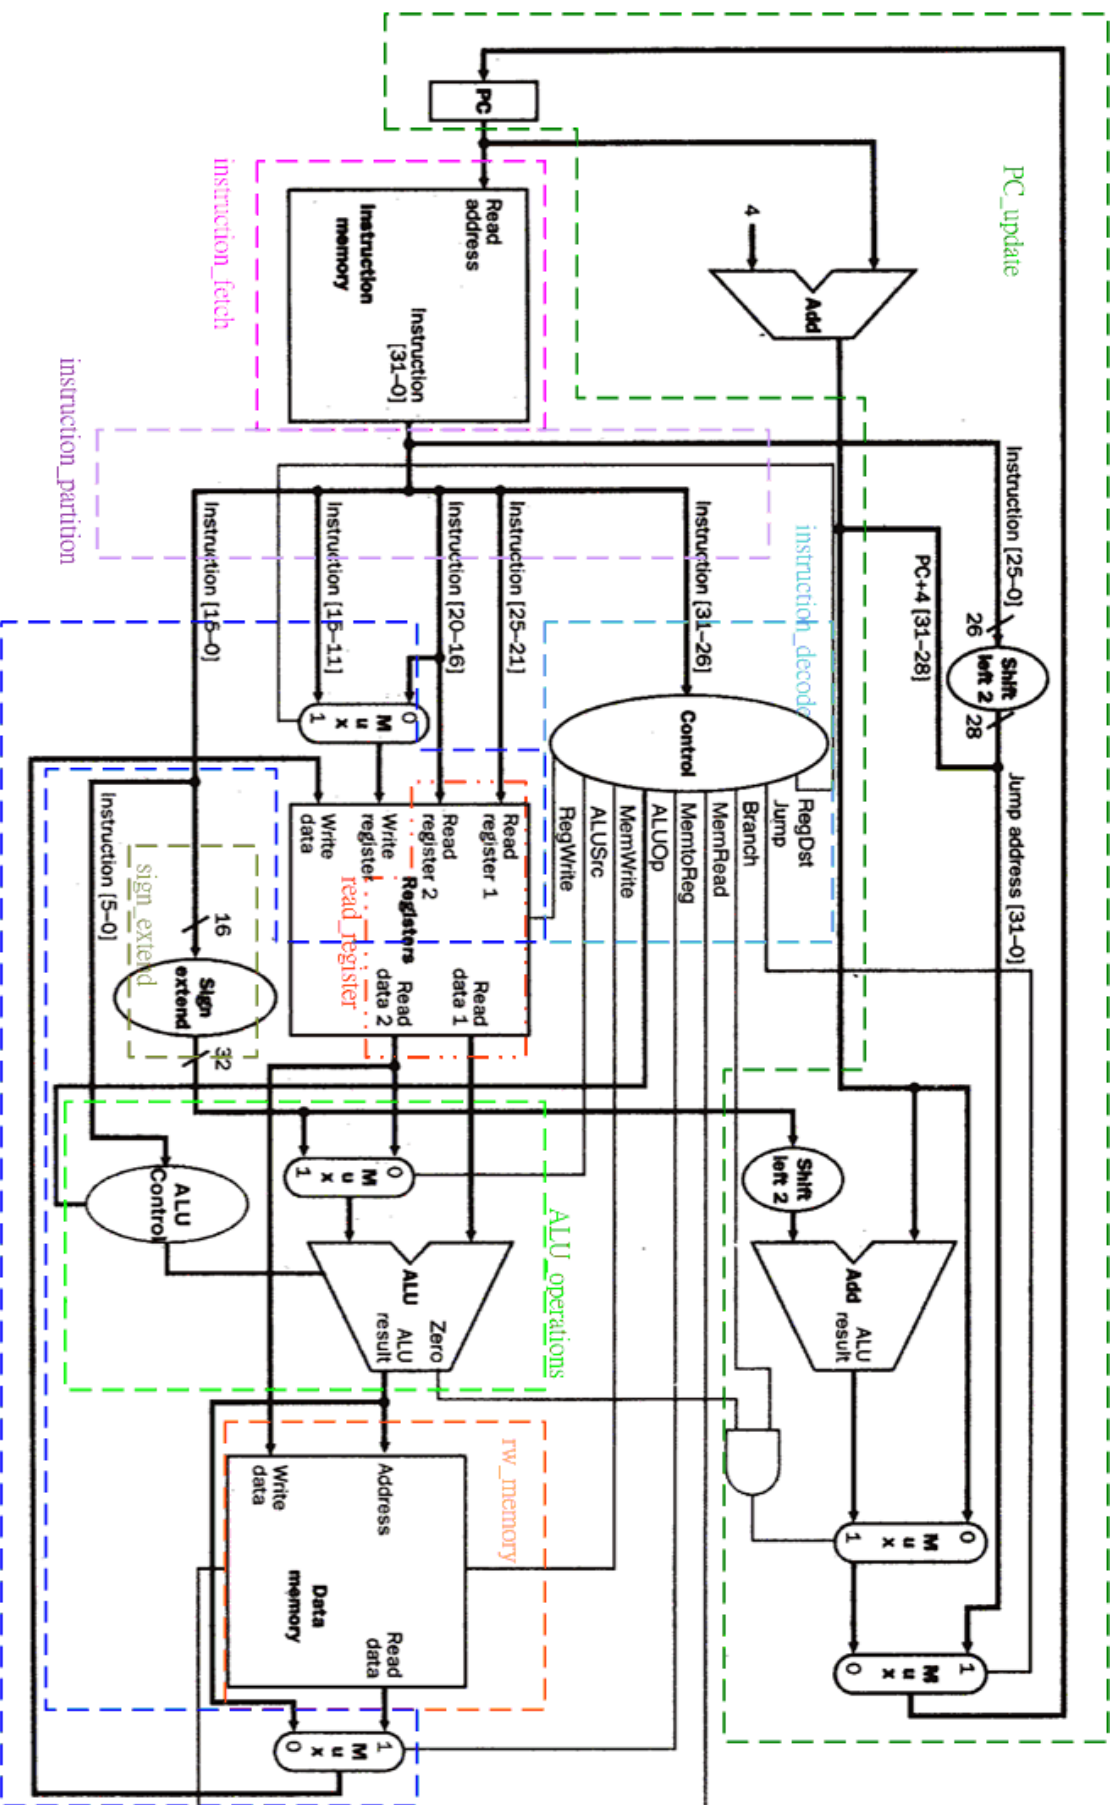 PC_update
Instruction [25–0]
26
Shift
left 2
28
Jump address [31–0]
PC+4 [31–28]
4
Add
PC
Read
address
Instruction
memory
Instruction
[31–0]
instruction_fetch
instruction_partition
instruction_decode
Instruction [31–26]
Instruction [25–21]
Instruction [20–16]
Instruction [15–11]
Instruction [15–0]
Control
RegDst
Jump
Branch
MemRead
MemtoReg
ALUOp
MemWrite
ALUSrc
RegWrite
0
M
u
x
1
Read
register 1
Read
register 2
Write
register
Write
data
Registers
Read
data 1
Read
data 2
read_register
sign_extend
16
Sign
extend
32
Instruction [5–0]
Shift
left 2
Add
ALU
result
0
M
u
x
1
1
M
u
x
0
0
M
u
x
1
ALU_operations
ALU
Control
ALU
Zero
ALU
result
rw_memory
Address
Write
data
Data
memory
Read
data
1
M
u
x
0